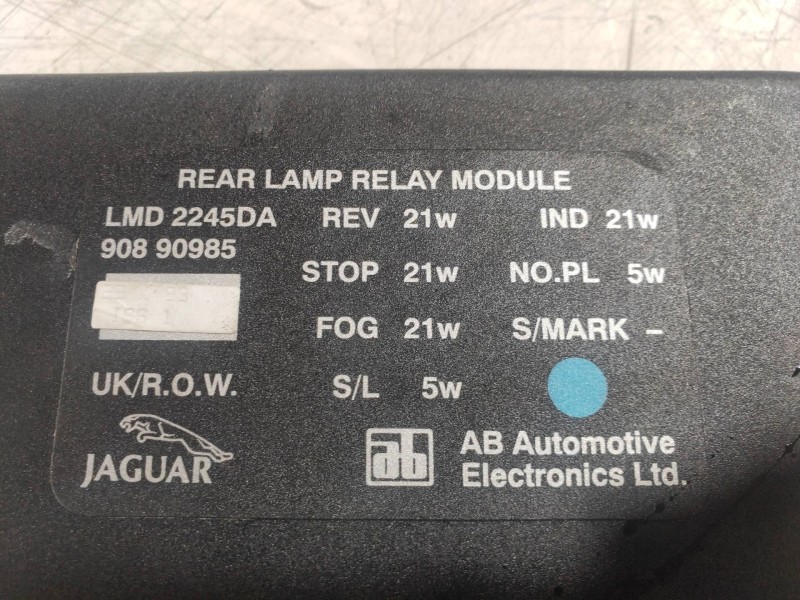 REAR LAMP RELAY MODULE
LMD 2245DA REV 21w IND 21w
908 90985
STOP 21w NO.PL 5w
FOG 21w S/MARK –
UK/R.O.W. S/L 5w
JAGUAR
ab
AB Automotive
Electronics Ltd.